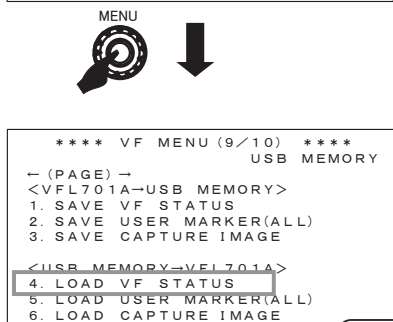 MENU
**** VF MENU(9/10) ****
USB MEMORY
←(PAGE)→
<VFL701A→USB MEMORY>
1. SAVE VF STATUS
2. SAVE USER MARKER(ALL)
3. SAVE CAPTURE IMAGE
<USB MEMORY→VFL701A>
4. LOAD VF STATUS
5. LOAD USER MARKER(ALL)
6. LOAD CAPTURE IMAGE